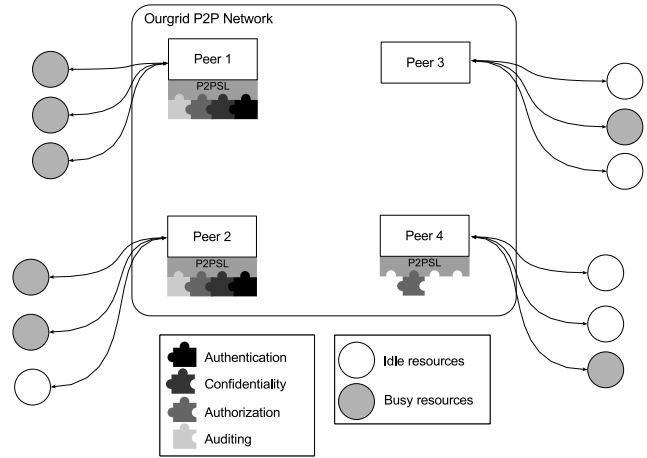 Ourgrid P2P Network
Peer 1
P2PSL
Peer 3
Peer 2
P2PSL
Peer 4
P2PSL
Authentication
Confidentiality
Authorization
Auditing
Idle resources
Busy resources